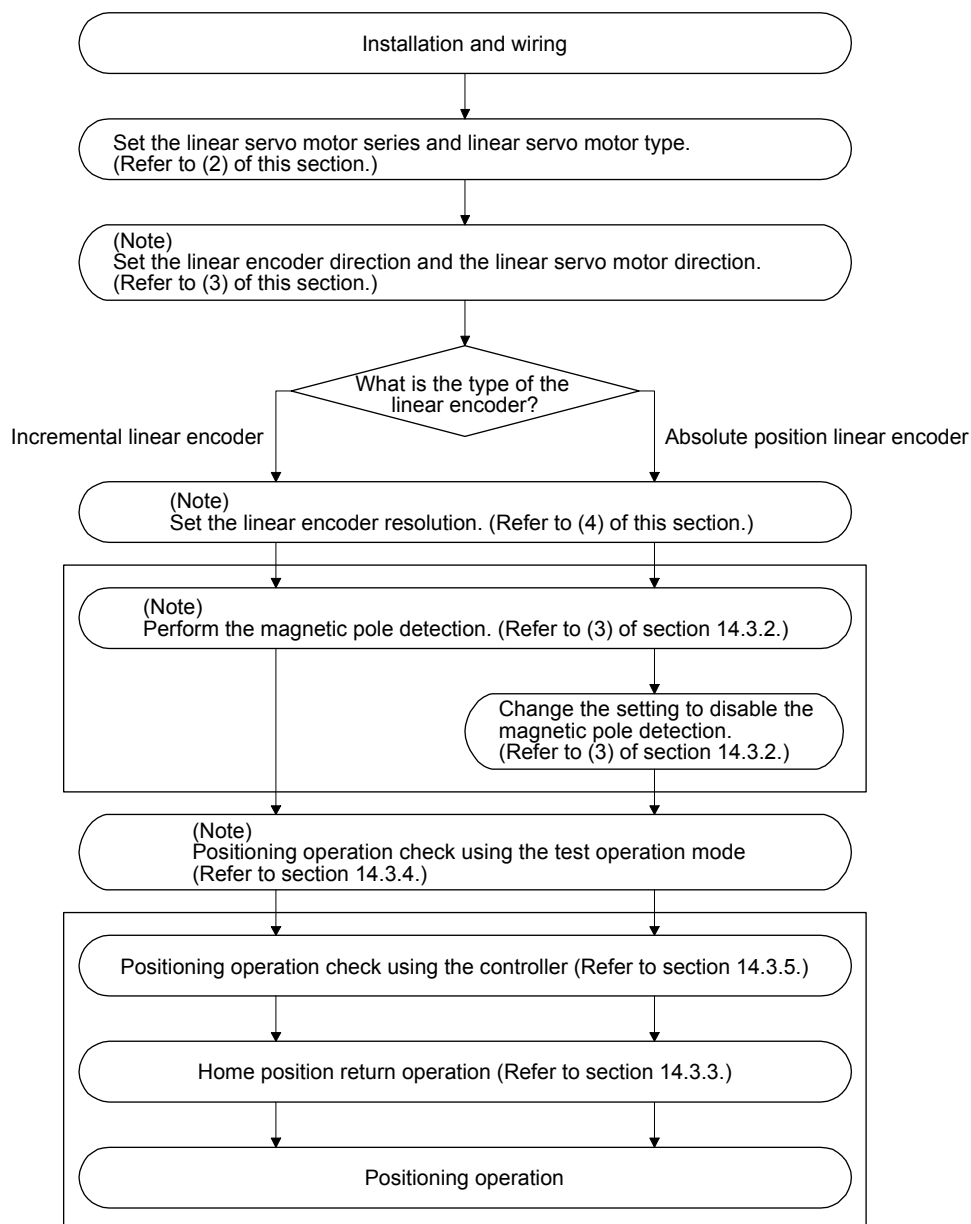 Installation and wiring
Set the linear servo motor series and linear servo motor type.
(Refer to (2) of this section.)
(Note)
Set the linear encoder direction and the linear servo motor direction.
(Refer to (3) of this section.)
What is the type of the
linear encoder?
Incremental linear encoder
Absolute position linear encoder
(Note)
Set the linear encoder resolution. (Refer to (4) of this section.)
(Note)
Perform the magnetic pole detection. (Refer to (3) of section 14.3.2.)
Change the setting to disable the
magnetic pole detection.
(Refer to (3) of section 14.3.2.)
(Note)
Positioning operation check using the test operation mode
(Refer to section 14.3.4.)
Positioning operation check using the controller (Refer to section 14.3.5.)
Home position return operation (Refer to section 14.3.3.)
Positioning operation